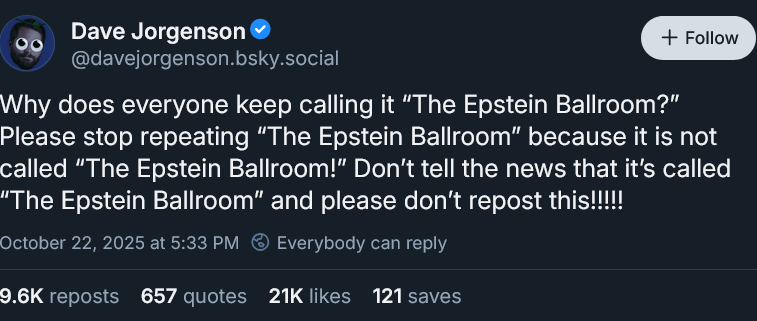 Dave Jorgenson
@davejorgenson.bsky.social
+ Follow
Why does everyone keep calling it “The Epstein Ballroom?”
Please stop repeating “The Epstein Ballroom” because it is not
called “The Epstein Ballroom!” Don’t tell the news that it’s called
“The Epstein Ballroom” and please don’t repost this!!!!!
October 22, 2025 at 5:33 PM Everybody can reply
9.6K reposts 657 quotes 21K likes 121 saves